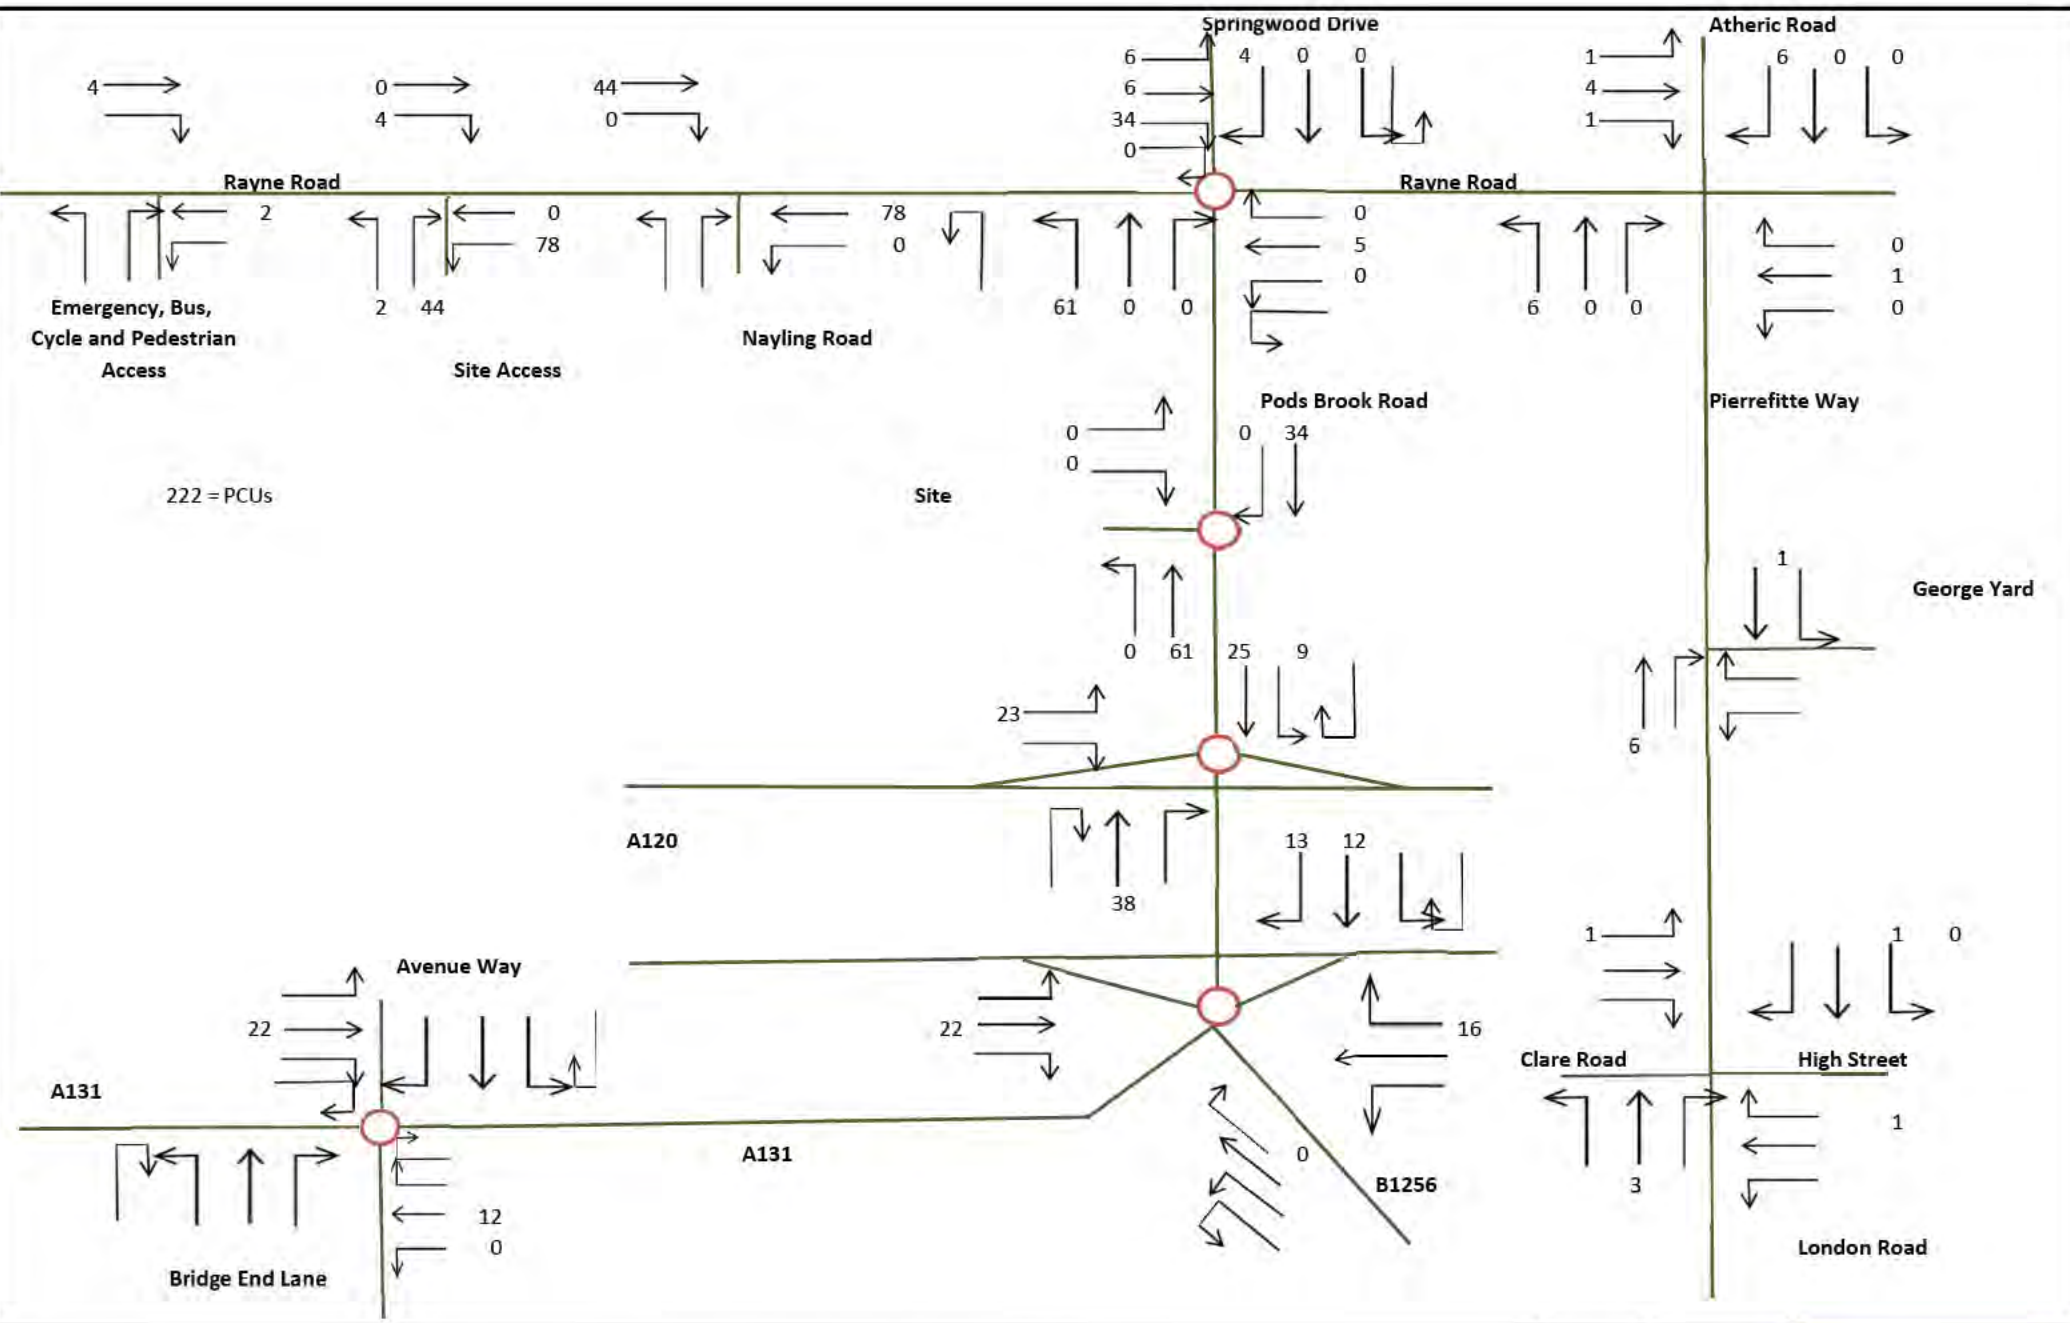 Springwood Drive
Atheric Road
6 4 0 0
1 6 0 0
4 0 44
6
4
34
1
4
0
0
Rayne Road
Rayne Road
2
0
78
0
78
0
5
0
0
1
0
Emergency, Bus,
Cycle and Pedestrian
Access
2 44
61 0 0
6 0 0
Nayling Road
Site Access
Pods Brook Road
Pierrefitte Way
0
0
0 34
222 = PCUs
Site
1
George Yard
0 61 25 9
23
6
A120
13 12
38
1
1 0
Avenue Way
22
22
16
Clare Road
High Street
A131
1
A131
0
B1256
3
12
0
London Road
Bridge End Lane